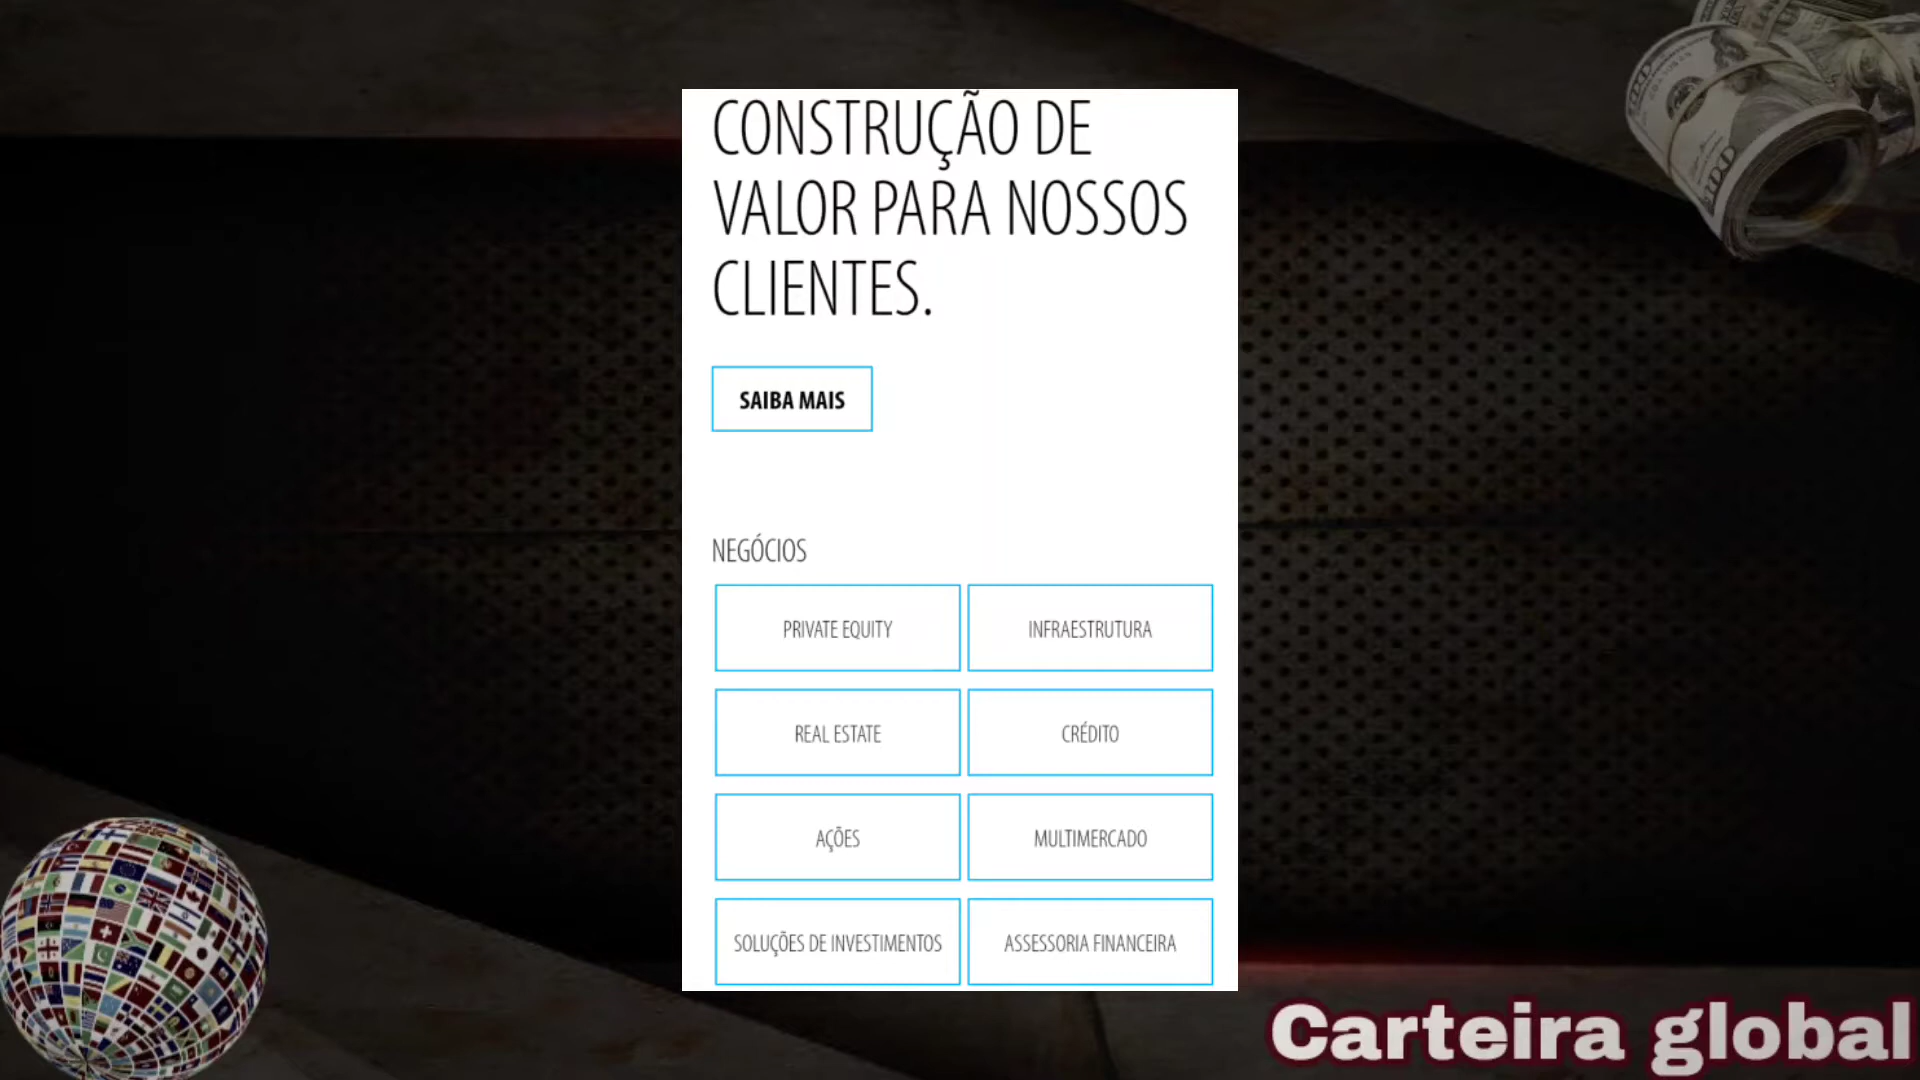 CONSTRUÇÃO DE
VALOR PARA NOSSOS
CLIENTES.
SAIBA MAIS
NEGÓCIOS
PRIVATE EQUITY
INFRAESTRUTURA
REAL ESTATE
CRÉDITO
AÇÕES
MULTIMERCADO
SOLUÇÕES DE INVESTIMENTOS
ASSESSORIA FINANCEIRA
Carteira global